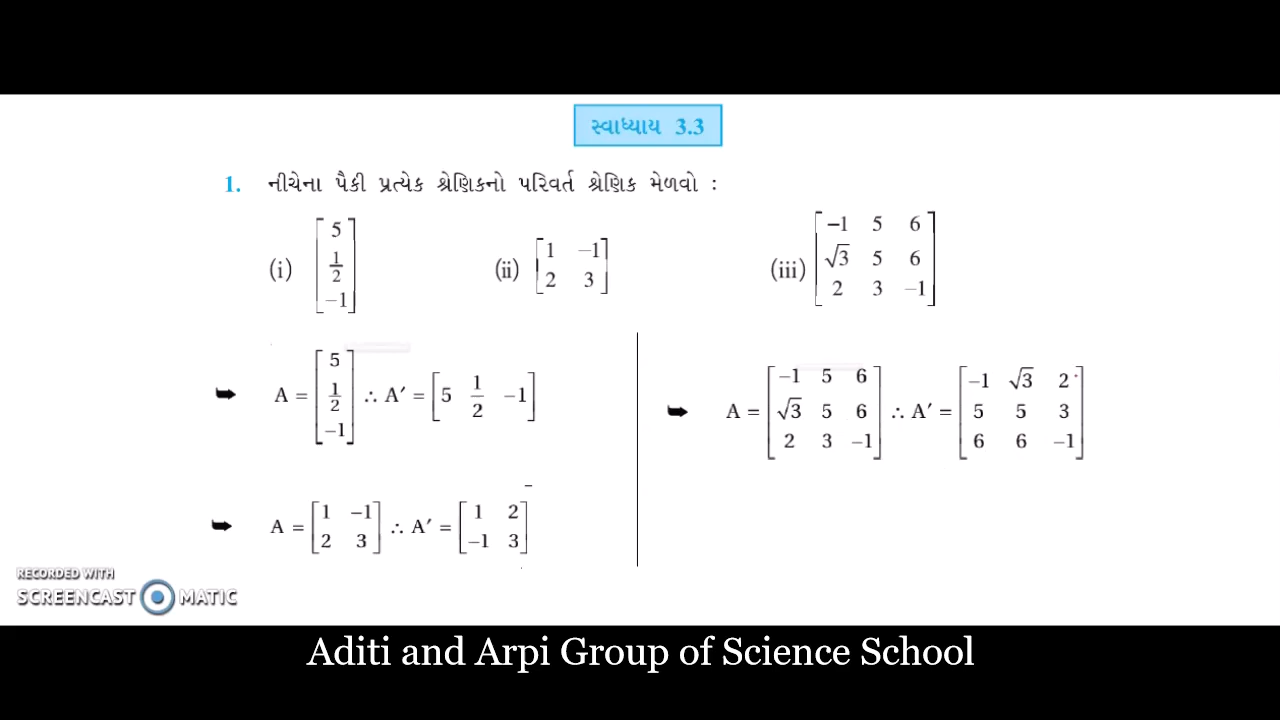 સ્વાધ્યાય 3.3
1. નીચેના પૈકી પ્રત્યેક શ્રેણિકનો પરિવર્ત શ્રેણિક મેળવો :
(i) [5; 1/2; –1] (ii) [1 –1; 2 3] (iii) [–1 5 6; √3 5 6; 2 3 –1]
➥ A = [5; 1/2; –1] ∴ A′ = [5 1/2 –1]
➥ A = [1 –1; 2 3] ∴ A′ = [1 2; –1 3]
➥ A = [–1 5 6; √3 5 6; 2 3 –1] ∴ A′ = [–1 √3 2; 5 5 3; 6 6 –1]
RECORDED WITH
SCREENCAST MATIC
Aditi and Arpi Group of Science School